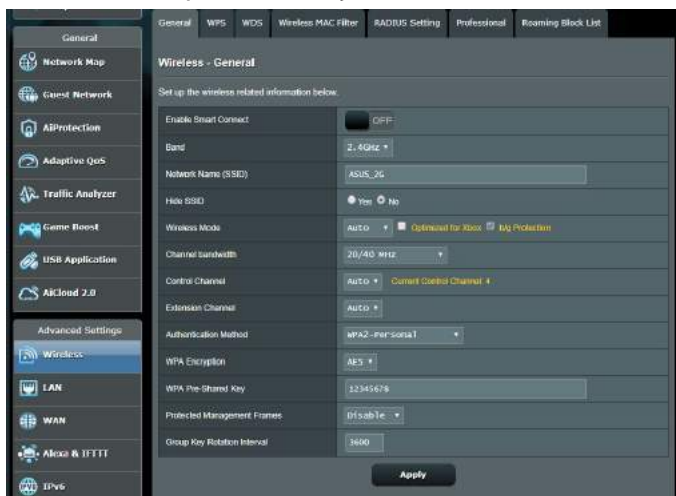 General
Network Map
Guest Network
AiProtection
Adaptive QoS
Traffic Analyzer
Game Boost
USB Application
AiCloud 2.0
Advanced Settings
Wireless
LAN
WAN
Alexa & IFTTT
IPv6
General WPS WDS Wireless MAC Filter RADIUS Setting Professional Roaming Block List
Wireless - General
Set up the wireless related information below.
Enable Smart Connect OFF
Band 2.4GHz
Network Name (SSID) ASUS_2G
Hide SSID Yes No
Wireless Mode Auto Optimized for Xbox b/g Protection
Channel bandwidth 20/40 MHz
Control Channel Auto Current Control Channel: 4
Extension Channel Auto
Authentication Method WPA2-Personal
WPA Encryption AES
WPA Pre-Shared Key 12345678
Protected Management Frames Disable
Group Key Rotation Interval 3600
Apply